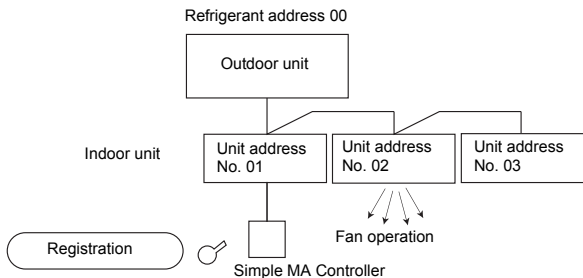 Refrigerant address 00
Outdoor unit
Indoor unit
Unit address
No. 01
Unit address
No. 02
Unit address
No. 03
Fan operation
Registration
Simple MA Controller